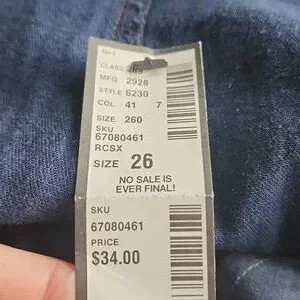 CLASS
MFG 2928
STYLE 6230
COL 41 7
SIZE 260
SKU
67080461
RCSX
SIZE 26
NO SALE IS
EVER FINAL!
SKU
67080461
PRICE
$34.00